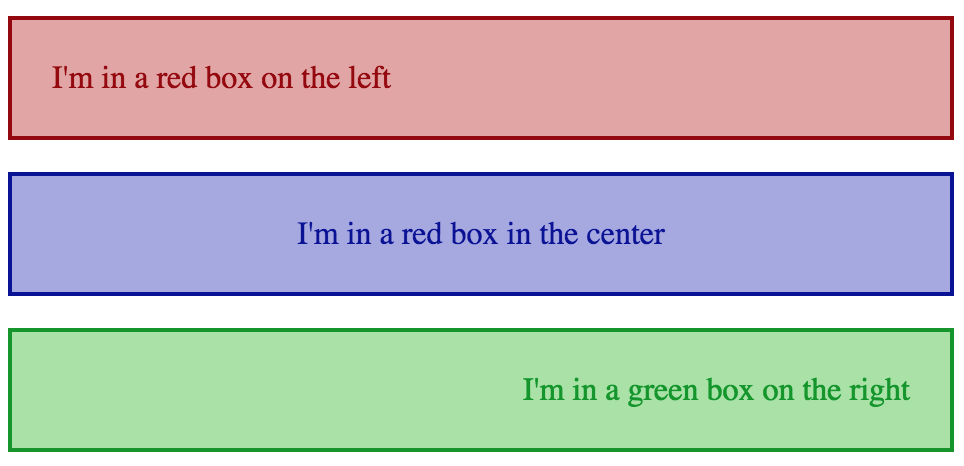 I'm in a red box on the left
I'm in a red box in the center
I'm in a green box on the right